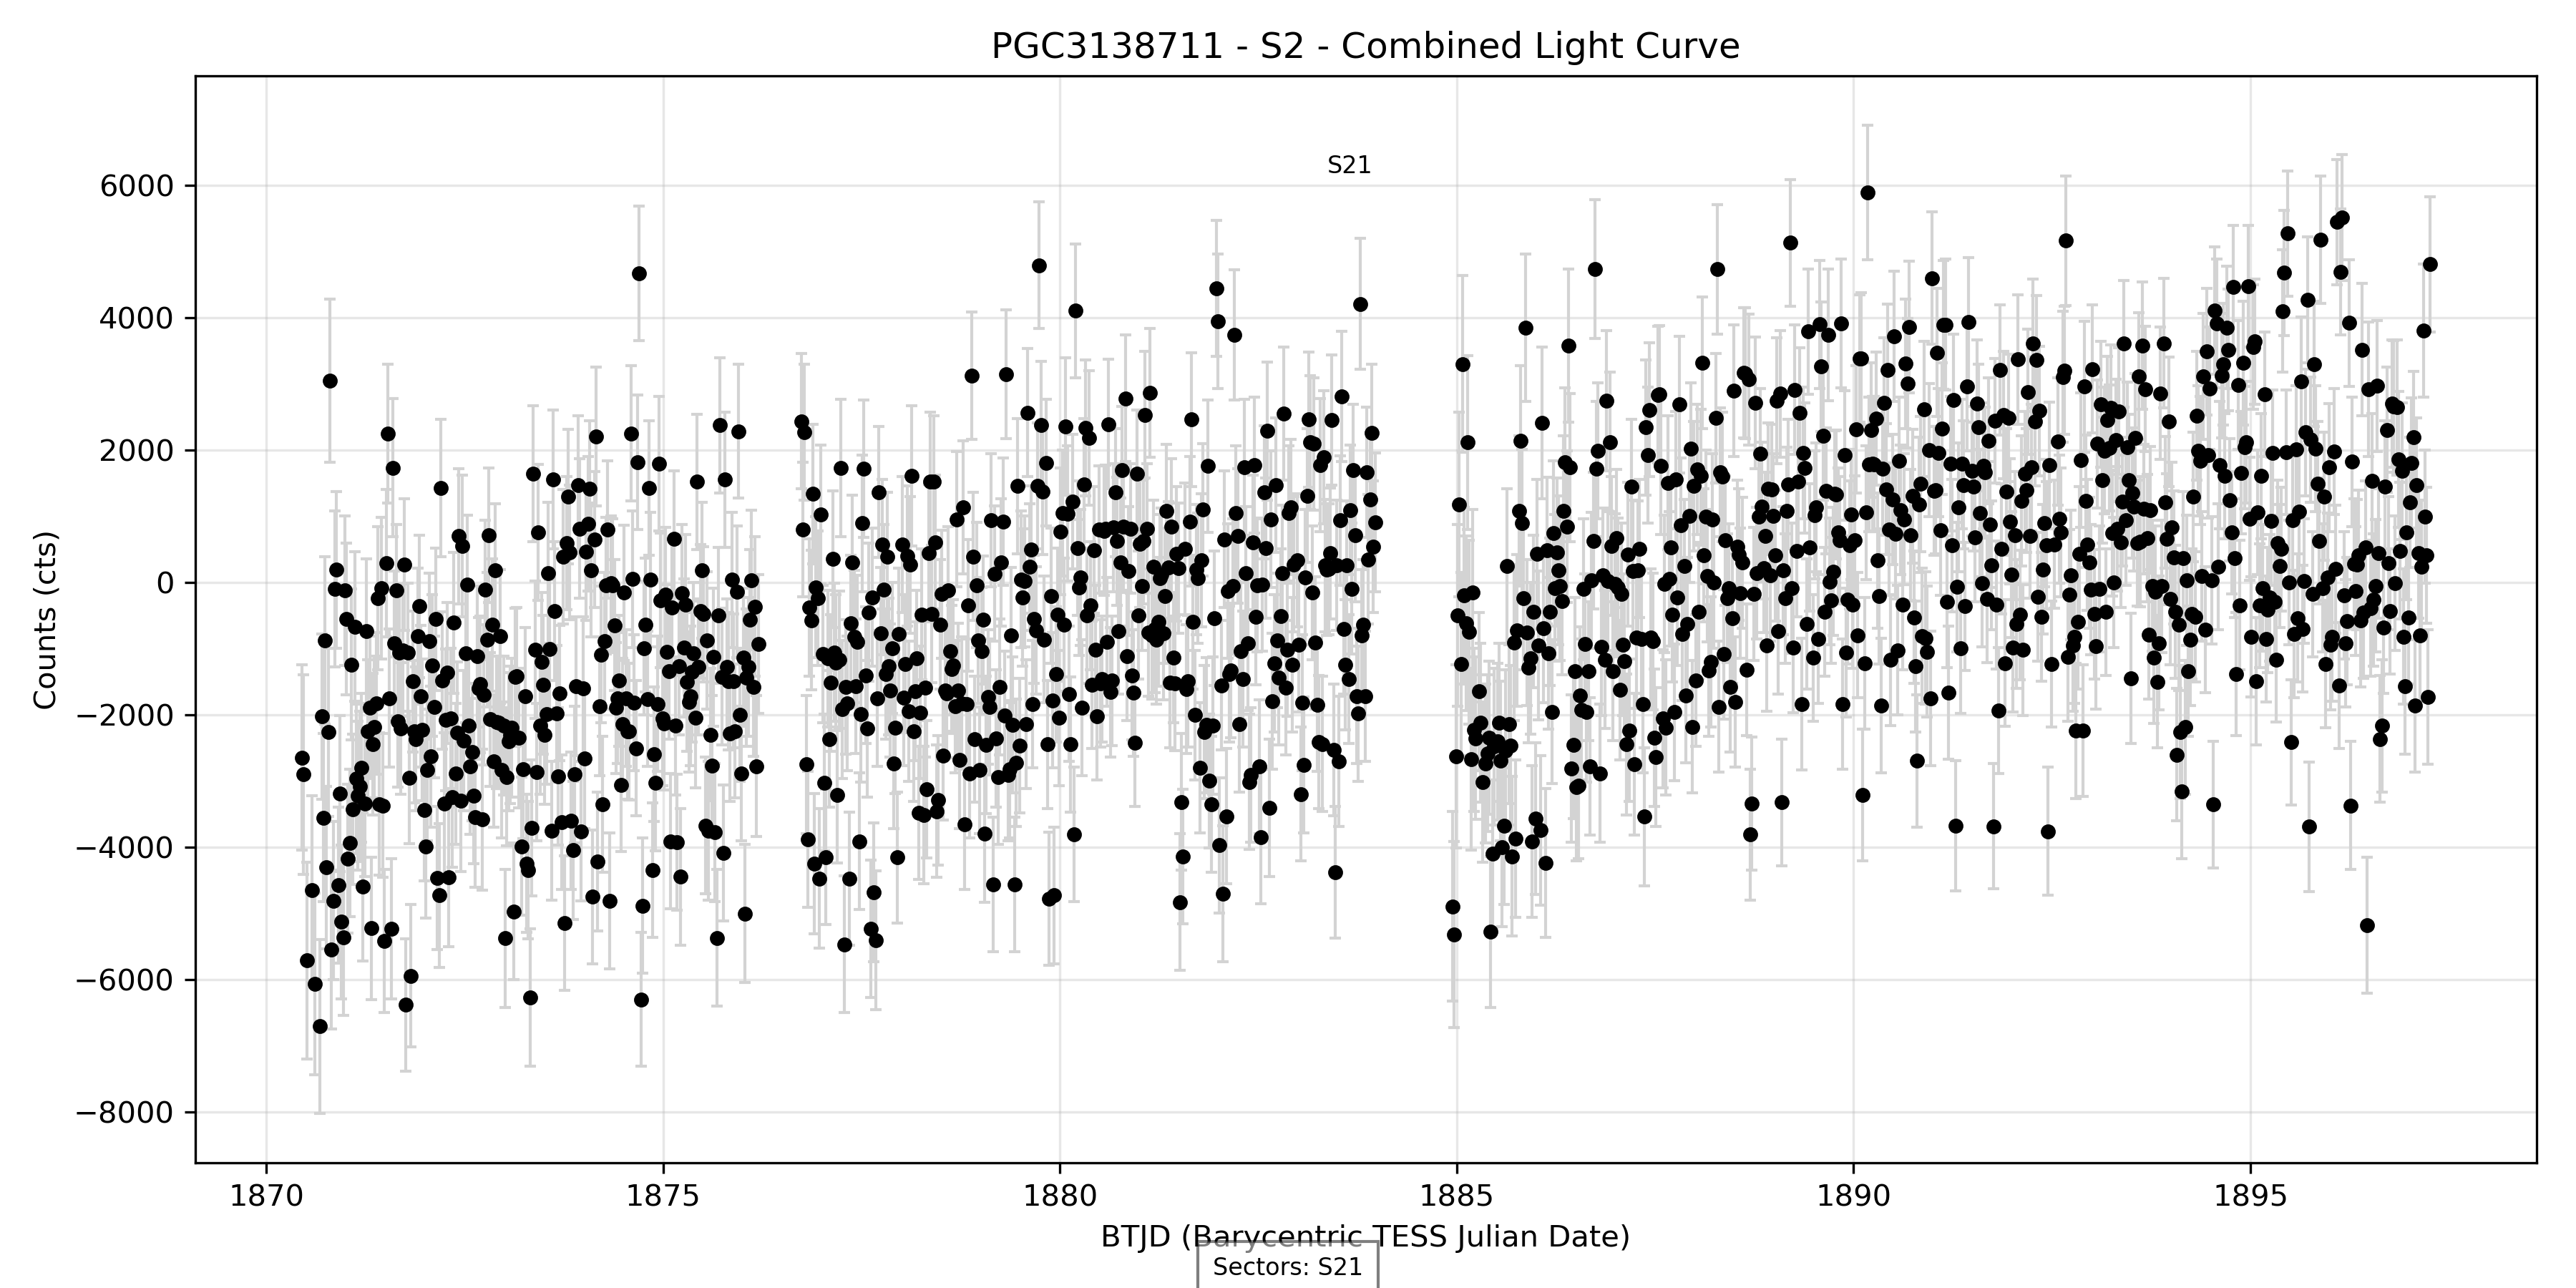 PGC3138711 - S2 - Combined Light Curve
S21
6000
4000
2000
0
−2000
−4000
−6000
−8000
Counts (cts)
1870 1875 1880 1885 1890 1895
BTJD (Barycentric TESS Julian Date)
Sectors: S21